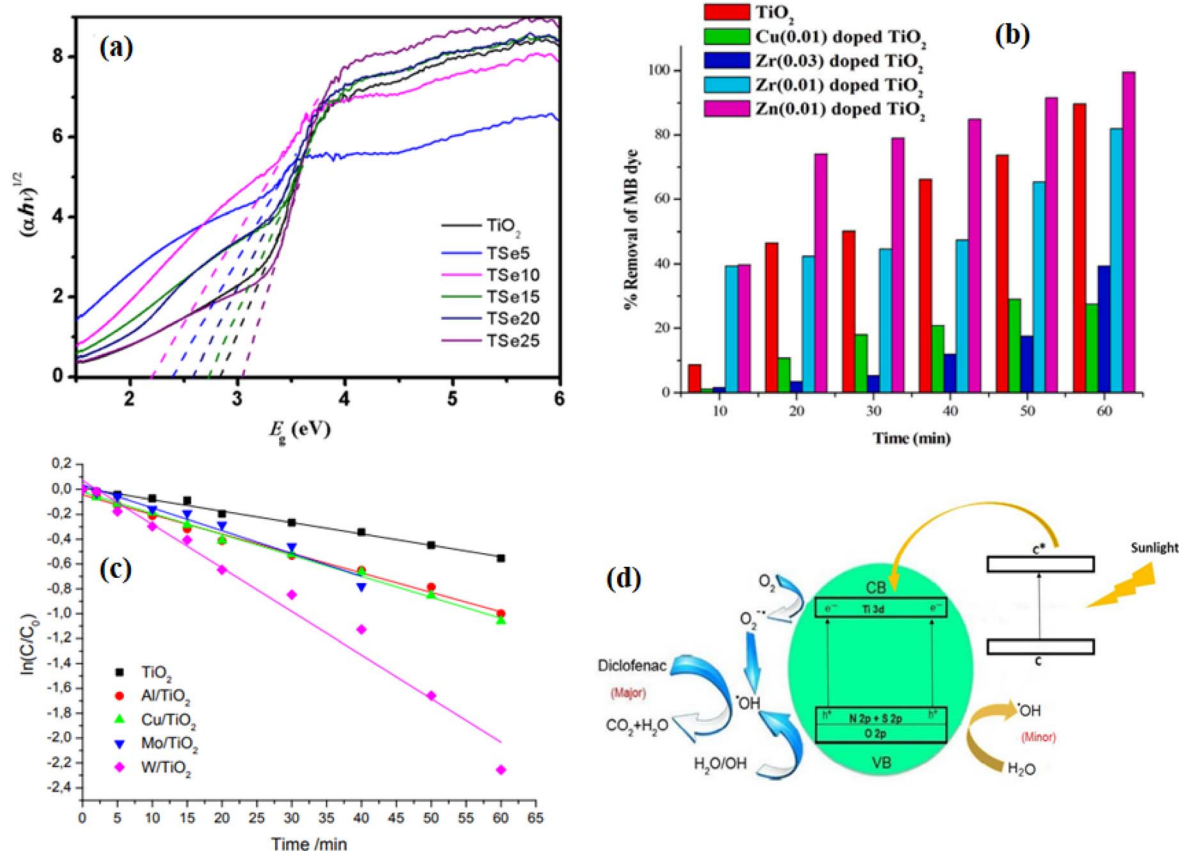 (a)
(αhν)1/2
8
6
4
2
0
2
3
4
5
6
Eg (eV)
TiO2
TSe5
TSe10
TSe15
TSe20
TSe25
(b)
TiO2
Cu(0.01) doped TiO2
Zr(0.03) doped TiO2
Zr(0.01) doped TiO2
Zn(0.01) doped TiO2
% Removal of MB dye
100
80
60
40
20
0
10
20
30
40
50
60
Time (min)
(c)
ln(C/C0)
0,2
0,0
-0,2
-0,4
-0,6
-0,8
-1,0
-1,2
-1,4
-1,6
-1,8
-2,0
-2,2
-2,4
TiO2
Al/TiO2
Cu/TiO2
Mo/TiO2
W/TiO2
0
5
10
15
20
25
30
35
40
45
50
55
60
65
Time /min
(d)
C*
Sunlight
C
O2
O2−•
CB
Ti 3d
e−
e−
Diclofenac
(Major)
•OH
CO2+H2O
H2O/OH
h+
N 2p + S 2p
h+
O 2p
VB
•OH
(Minor)
H2O